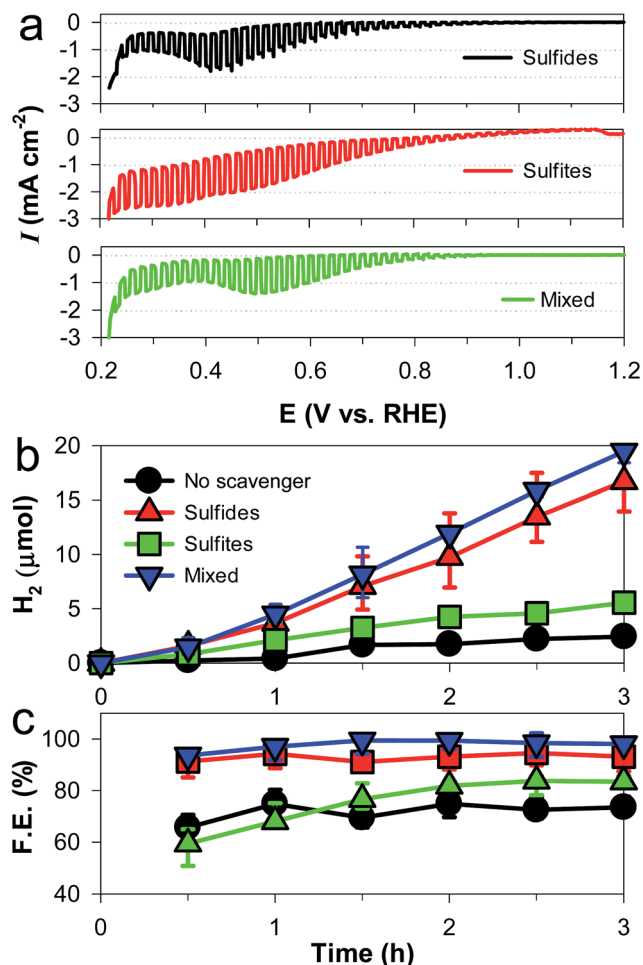 a
0
-1
-2
-3
Sulfides
0
-1
-2
-3
Sulfites
0
-1
-2
-3
Mixed
I (mA cm⁻²)
0.2 0.4 0.6 0.8 1.0 1.2
E (V vs. RHE)
b
20
15
10
5
0
No scavenger
Sulfides
Sulfites
Mixed
H₂ (μmol)
0 1 2 3
c
100
80
60
40
F.E. (%)
0 1 2 3
Time (h)